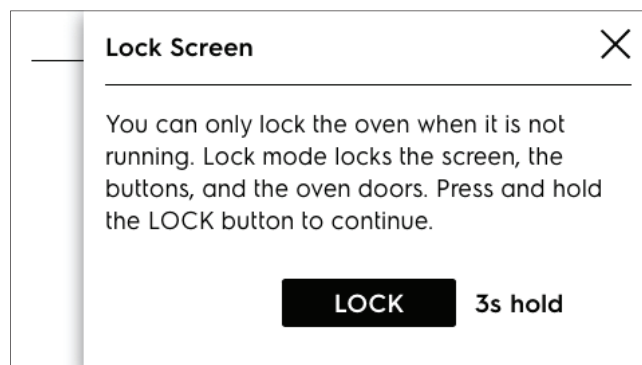 Lock Screen
You can only lock the oven when it is not
running. Lock mode locks the screen, the
buttons, and the oven doors. Press and hold
the LOCK button to continue.
LOCK 3s hold